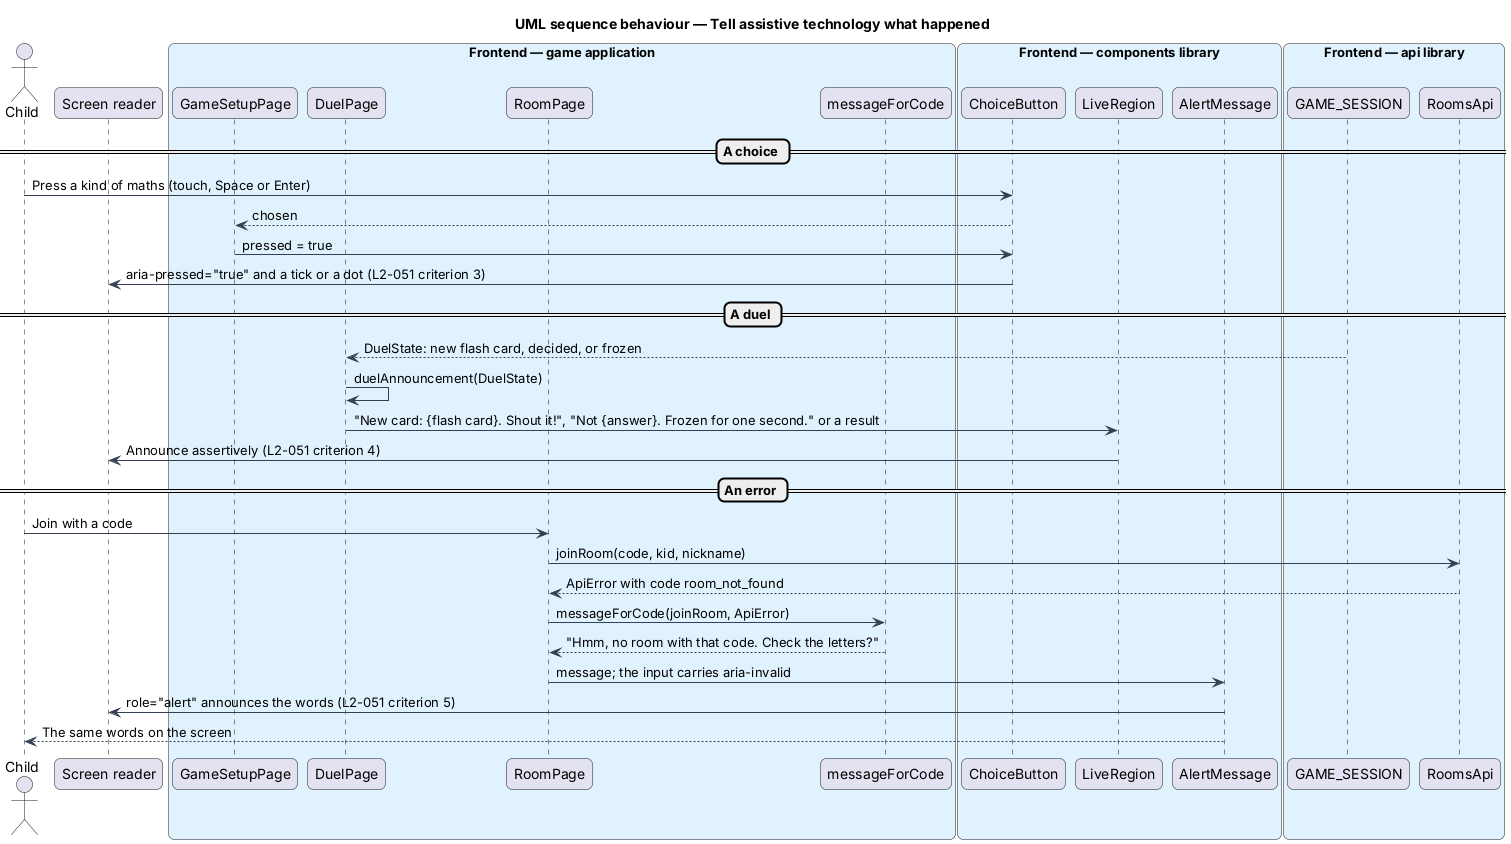 UML sequence behaviour — Tell assistive technology what happened
Frontend — game application
Frontend — components library
Frontend — api library
Child
Screen reader
GameSetupPage
DuelPage
RoomPage
messageForCode
ChoiceButton
LiveRegion
AlertMessage
GAME_SESSION
RoomsApi
A choice
Press a kind of maths (touch, Space or Enter)
chosen
pressed = true
aria-pressed="true" and a tick or a dot (L2-051 criterion 3)
A duel
DuelState: new flash card, decided, or frozen
duelAnnouncement(DuelState)
"New card: {flash card}. Shout it!", "Not {answer}. Frozen for one second." or a result
Announce assertively (L2-051 criterion 4)
An error
Join with a code
joinRoom(code, kid, nickname)
ApiError with code room_not_found
messageForCode(joinRoom, ApiError)
"Hmm, no room with that code. Check the letters?"
message; the input carries aria-invalid
role="alert" announces the words (L2-051 criterion 5)
The same words on the screen
Child
Screen reader
GameSetupPage
DuelPage
RoomPage
messageForCode
ChoiceButton
LiveRegion
AlertMessage
GAME_SESSION
RoomsApi